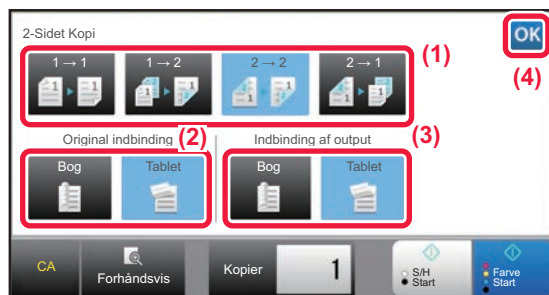 2-Sidet Kopi
OK
(1)
(4)
1 → 1
1 → 2
2 → 2
2 → 1
Original indbinding
(2)
Indbinding af output
(3)
Bog
Tablet
Bog
Tablet
CA
Forhåndsvis
Kopier
1
S/H
Start
Farve
Start